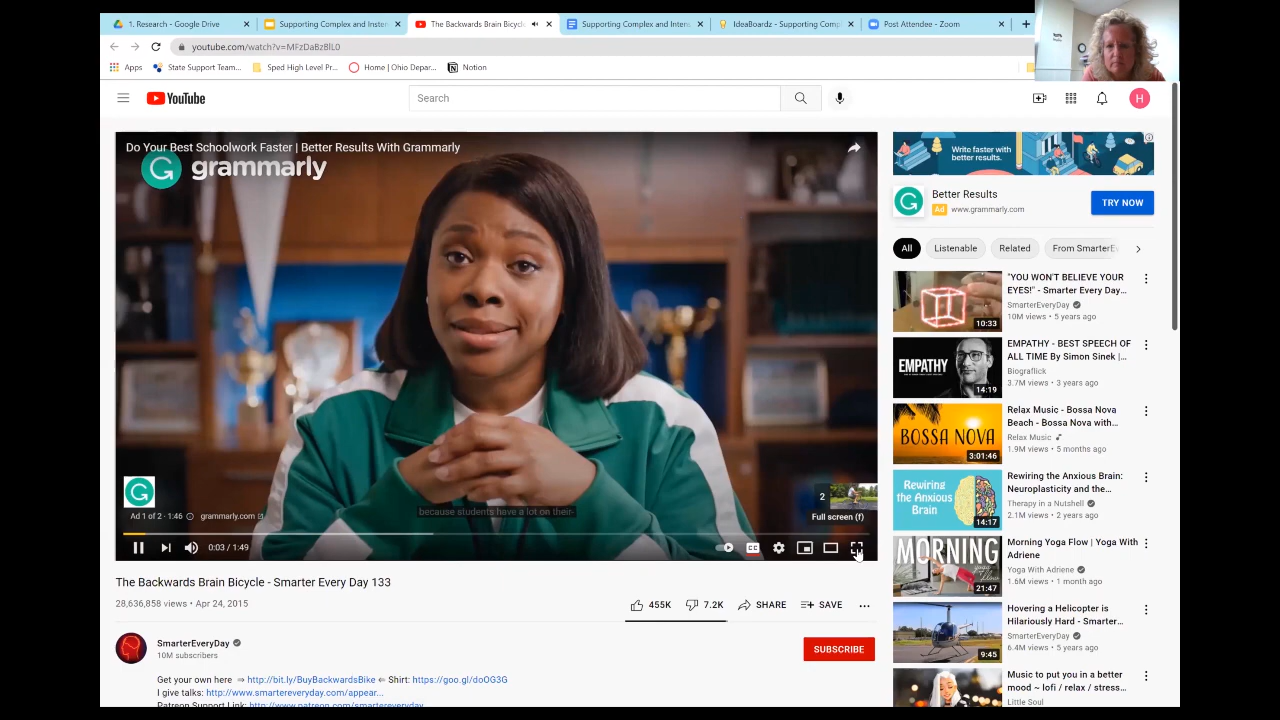 1. Research - Google Drive
Supporting Complex and Inten
The Backwards Brain Bicycl
Supporting Complex and Inten
IdeaBoardz - Supporting Comp
Post Attendee - Zoom
youtube.com/watch?v=MFzDaBzBlL0
Apps
State Support Team...
Sped High Level Pr...
Home | Ohio Depar...
Notion
YouTube
Search
H
Do Your Best Schoolwork Faster | Better Results With Grammarly
grammarly
because students have a lot on their-
2
Full screen (f)
Ad 1 of 2 · 1:46
grammarly.com
0:03 / 1:49
CC
The Backwards Brain Bicycle - Smarter Every Day 133
28,636,858 views • Apr 24, 2015
455K
7.2K
SHARE
SAVE
SmarterEveryDay
10M subscribers
SUBSCRIBE
Get your own here ⇒ http://bit.ly/BuyBackwardsBike ⇐ Shirt: https://goo.gl/doOG3G
I give talks: http://www.smartereveryday.com/appear...
Patreon Support Link: http://www.patreon.com/smartereveryday
Write faster with
better results.
Better Results
Ad www.grammarly.com
TRY NOW
All
Listenable
Related
From SmarterE
10:33
"YOU WON'T BELIEVE YOUR
EYES!" - Smarter Every Day...
SmarterEveryDay
10M views • 5 years ago
EMPATHY
14:19
EMPATHY - BEST SPEECH OF
ALL TIME By Simon Sinek |...
Biograflick
3.7M views • 3 years ago
BOSSA NOVA
3:01:46
Relax Music - Bossa Nova
Beach - Bossa Nova with...
Relax Music
1.9M views • 5 months ago
Rewiring
the Anxious
Brain
14:17
Rewiring the Anxious Brain:
Neuroplasticity and the...
Therapy in a Nutshell
2.1M views • 2 years ago
MORNING
21:47
Morning Yoga Flow | Yoga With
Adriene
Yoga With Adriene
1.6M views • 1 month ago
9:45
Hovering a Helicopter is
Hilariously Hard - Smarter...
SmarterEveryDay
6.4M views • 5 years ago
Music to put you in a better
mood ~ lofi / relax / stress...
Little Soul